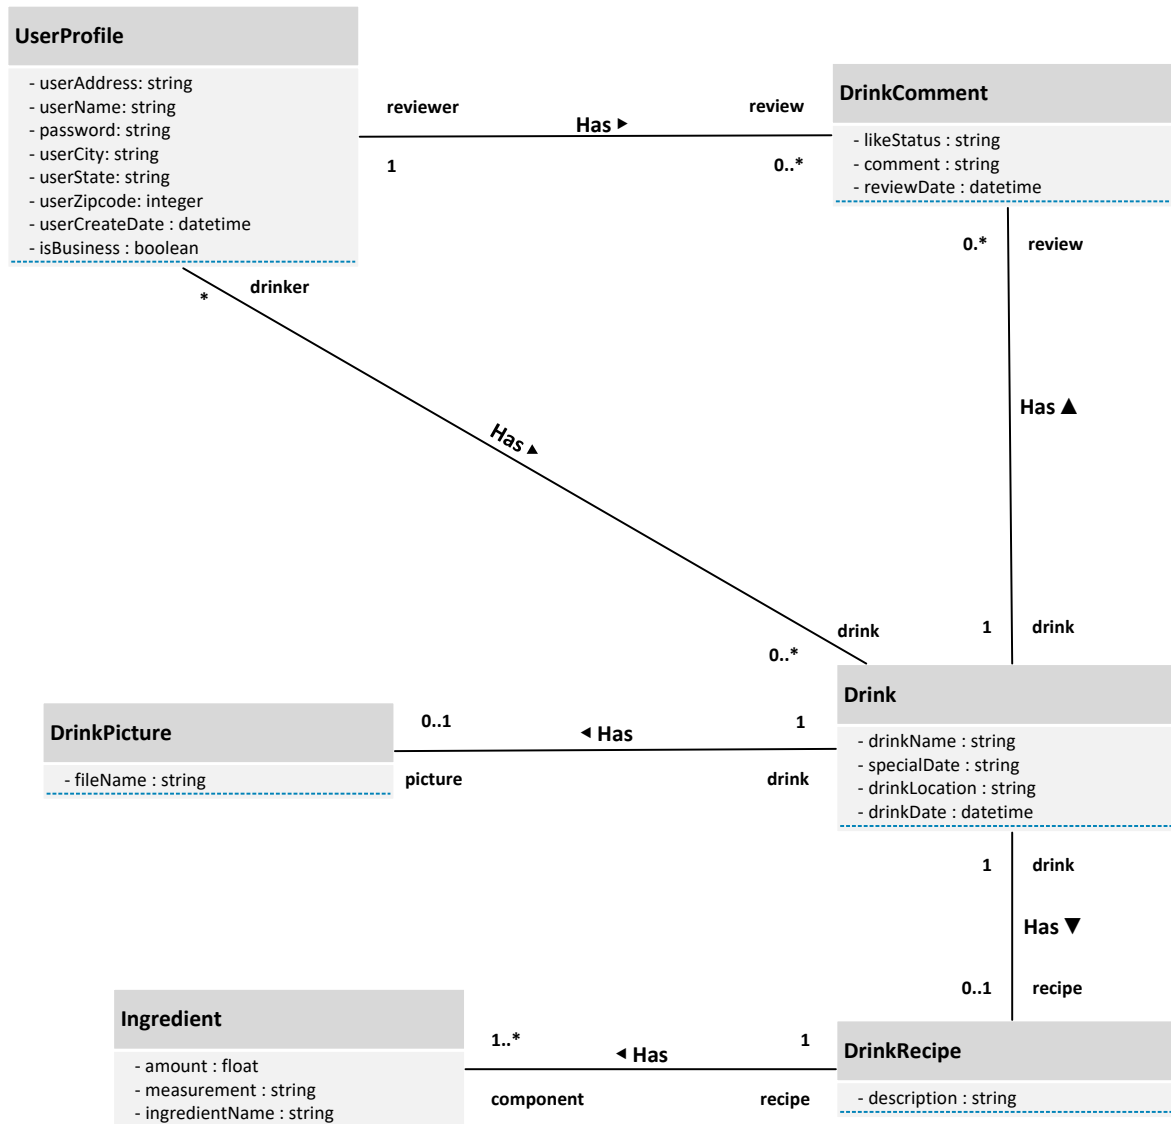 UserProfile
- userAddress: string
- userName: string
- password: string
- userCity: string
- userState: string
- userZipcode: integer
- userCreateDate : datetime
- isBusiness : boolean
reviewer
Has ►
review
1
0..*
DrinkComment
- likeStatus : string
- comment : string
- reviewDate : datetime
0.*
review
drinker
*
Has ▲
Has ▲
drink
0..*
1
drink
DrinkPicture
- fileName : string
0..1
◄ Has
1
picture
drink
Drink
- drinkName : string
- specialDate : string
- drinkLocation : string
- drinkDate : datetime
1
drink
Has ▼
0..1
recipe
Ingredient
- amount : float
- measurement : string
- ingredientName : string
1..*
◄ Has
1
component
recipe
DrinkRecipe
- description : string